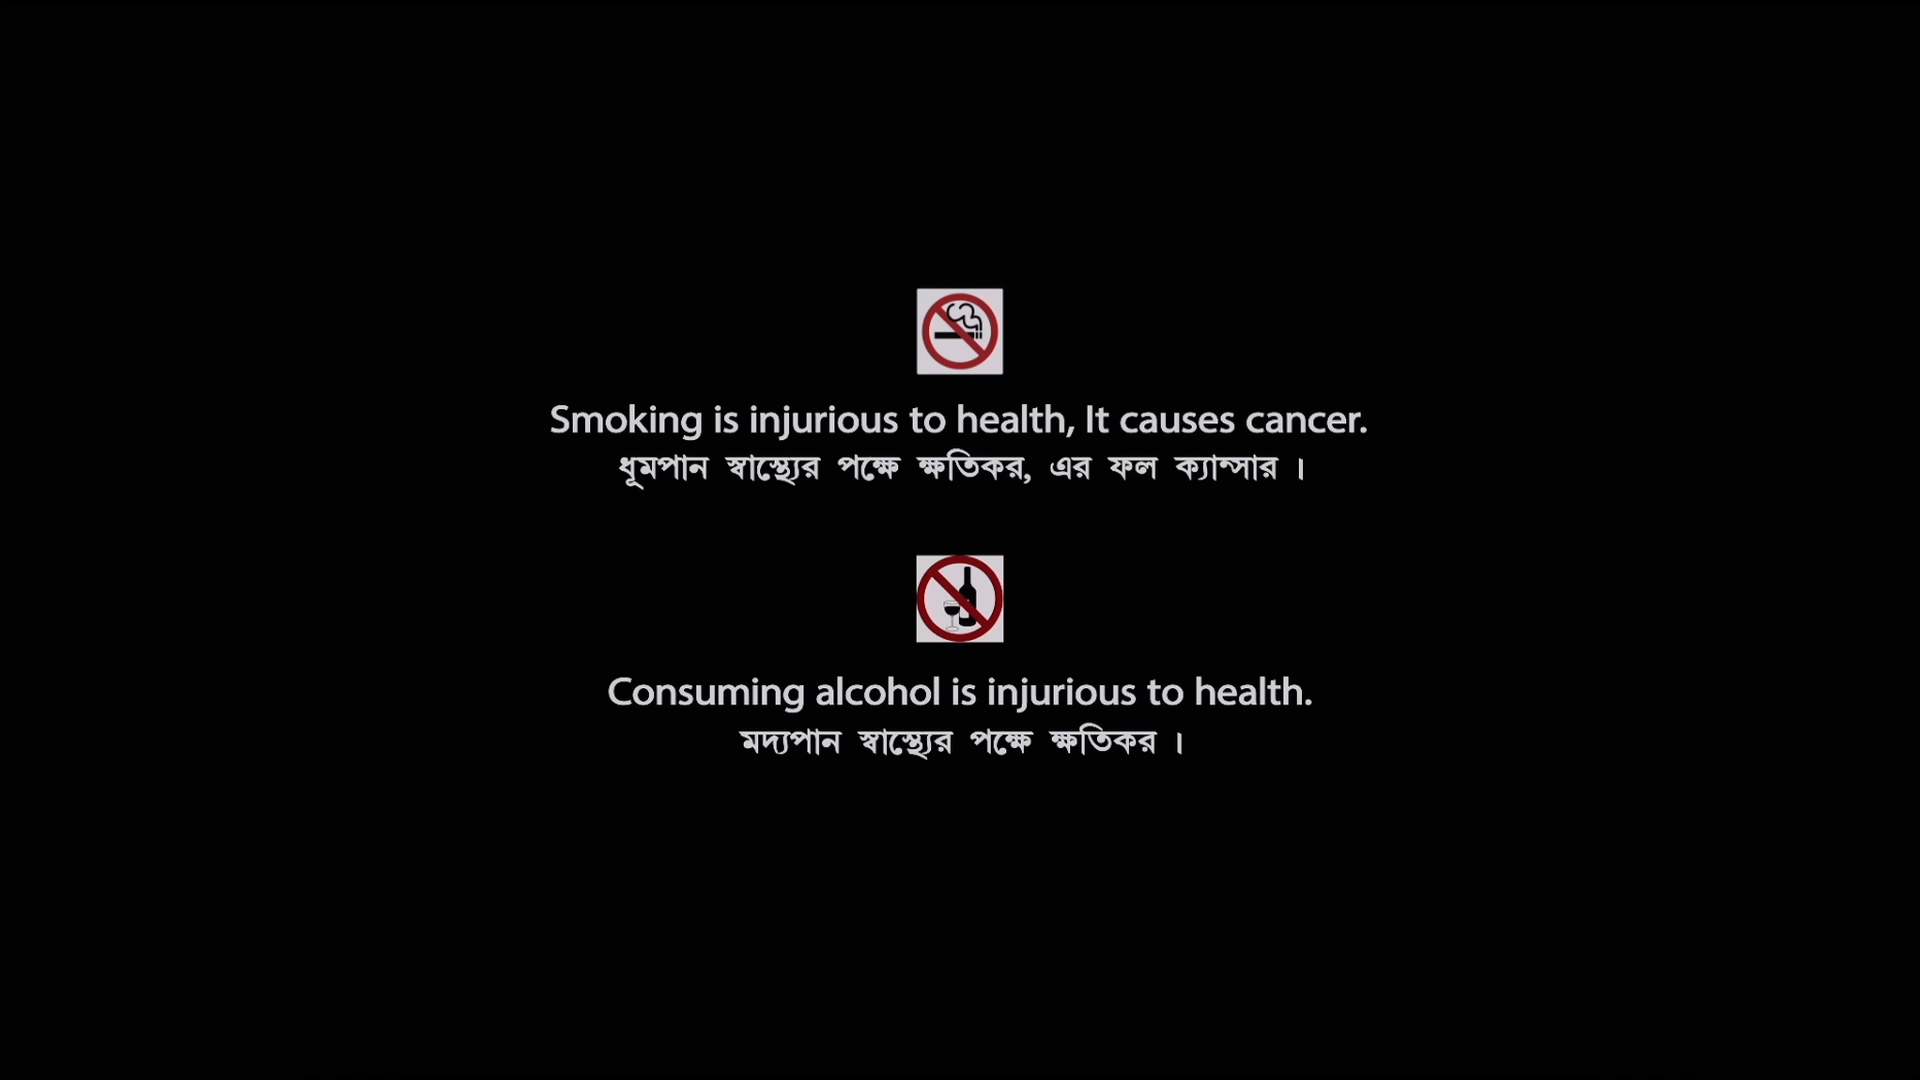 Smoking is injurious to health, It causes cancer.
ধূমপান স্বাস্থ্যের পক্ষে ক্ষতিকর, এর ফল ক্যান্সার ।
Consuming alcohol is injurious to health.
মদ্যপান স্বাস্থ্যের পক্ষে ক্ষতিকর ।